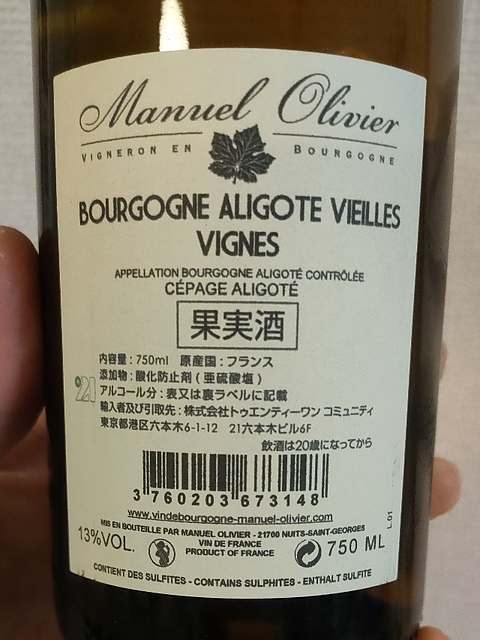 Manuel Olivier
VIGNERON EN BOURGOGNE
BOURGOGNE ALIGOTE VIEILLES
VIGNES
APPELLATION BOURGOGNE ALIGOTÉ CONTRÔLÉE
CÉPAGE ALIGOTÉ
果実酒
内容量：750ml 原産国：フランス
添加物：酸化防止剤（亜硫酸塩）
21
アルコール分：表又は裏ラベルに記載
輸入者及び引取先：株式会社トゥエンティーワン コミュニティ
東京都港区六本木6-1-12 21六本木ビル6F
飲酒は20歳になってから
3 760203 673148
www.vindebourgogne-manuel-olivier.com
MIS EN BOUTEILLE PAR MANUEL OLIVIER - 21700 NUITS-SAINT-GEORGES
13%VOL.
VIN DE FRANCE
PRODUCT OF FRANCE
750 ML
L01
CONTIENT DES SULFITES - CONTAINS SULPHITES - ENTHALT SULFITE